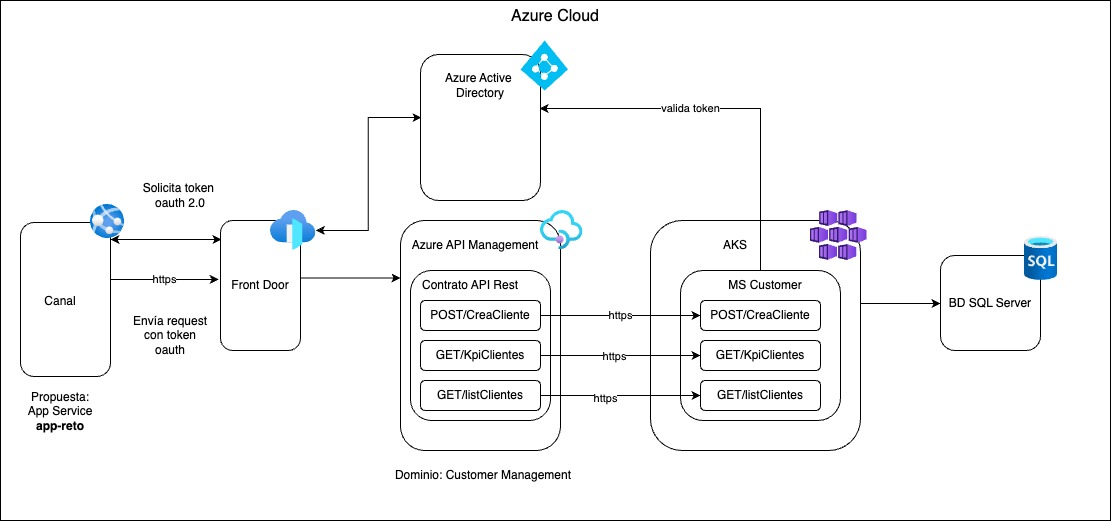 Azure Cloud
Azure Active
Directory
valida token
Solicita token
oauth 2.0
Canal
https
Envía request
con token
oauth
Propuesta:
App Service
app-reto
Front Door
Azure API Management
Contrato API Rest
POST/CreaCliente
GET/KpiClientes
GET/listClientes
Dominio: Customer Management
https
https
https
AKS
MS Customer
POST/CreaCliente
GET/KpiClientes
GET/listClientes
BD SQL Server
SQL